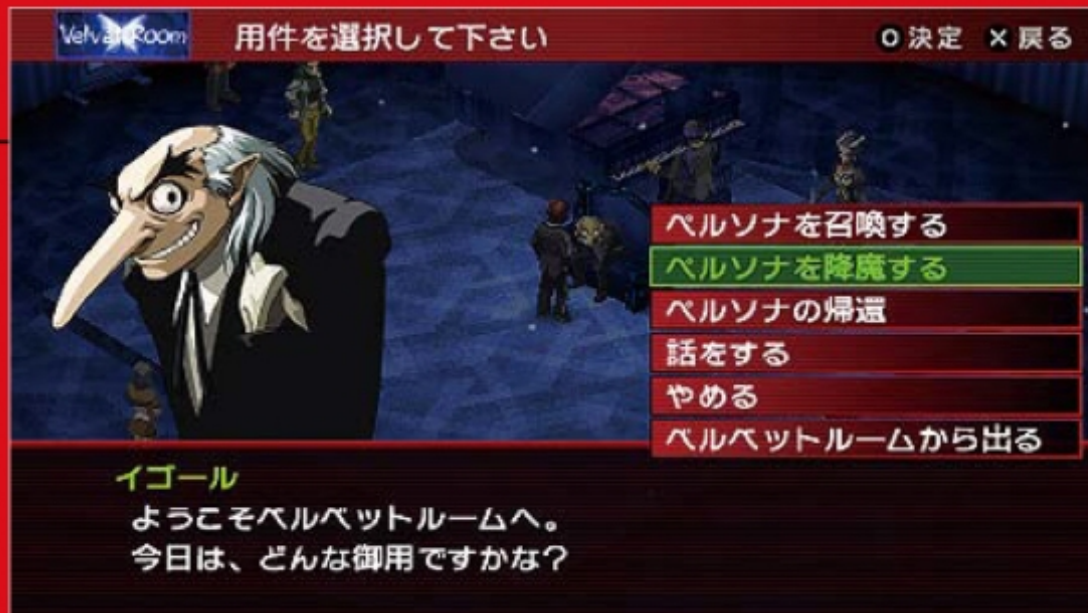 Velvet Room
用件を選択して下さい
O 決定 X 戻る
ペルソナを召喚する
ペルソナを降魔する
ペルソナの帰還
話をする
やめる
ベルベットルームから出る
イゴール
ようこそベルベットルームへ。
今日は、どんな御用ですかな?